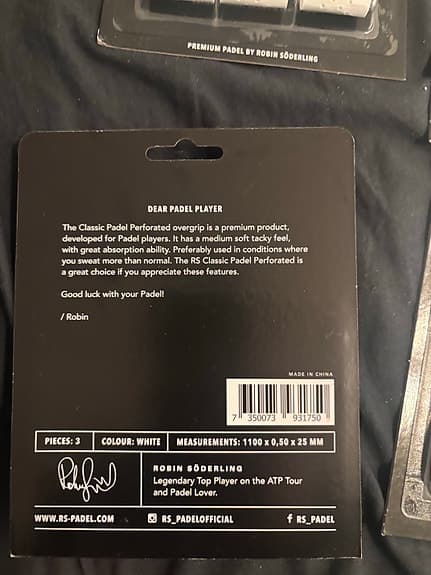 PREMIUM PADEL BY ROBIN SÖDERLING
DEAR PADEL PLAYER
The Classic Padel Perforated overgrip is a premium product,
developed for Padel players. It has a medium soft tacky feel,
with great absorption ability. Preferably used in conditions where
you sweat more than normal. The RS Classic Padel Perforated is
a great choice if you appreciate these features.
Good luck with your Padel!
/ Robin
MADE IN CHINA
7 350073 931750
PIECES: 3 COLOUR: WHITE MEASUREMENTS: 1100 x 0,50 x 25 MM
ROBIN SÖDERLING
Legendary Top Player on the ATP Tour
and Padel Lover.
WWW.RS-PADEL.COM RS_PADELOFFICIAL f RS_PADEL